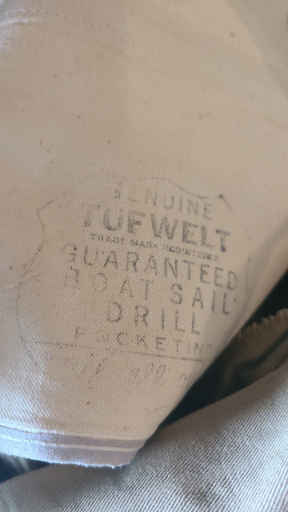 GENUINE
TUFWELT
TRADE MARK REGISTERED
GUARANTEED
BOAT SAIL
DRILL
POCKETING